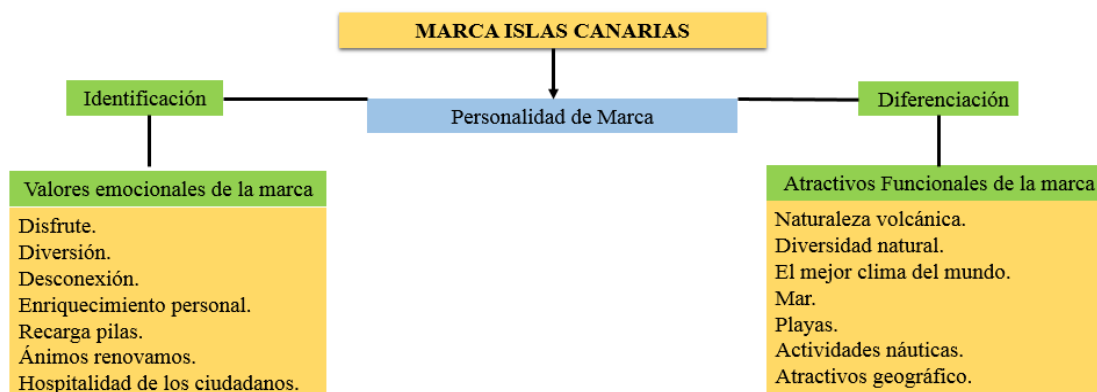 MARCA ISLAS CANARIAS
Identificación
Personalidad de Marca
Diferenciación
Valores emocionales de la marca
Disfrute.
Diversión.
Desconexión.
Enriquecimiento personal.
Recarga pilas.
Ánimos renovamos.
Hospitalidad de los ciudadanos.
Atractivos Funcionales de la marca
Naturaleza volcánica.
Diversidad natural.
El mejor clima del mundo.
Mar.
Playas.
Actividades náuticas.
Atractivos geográfico.